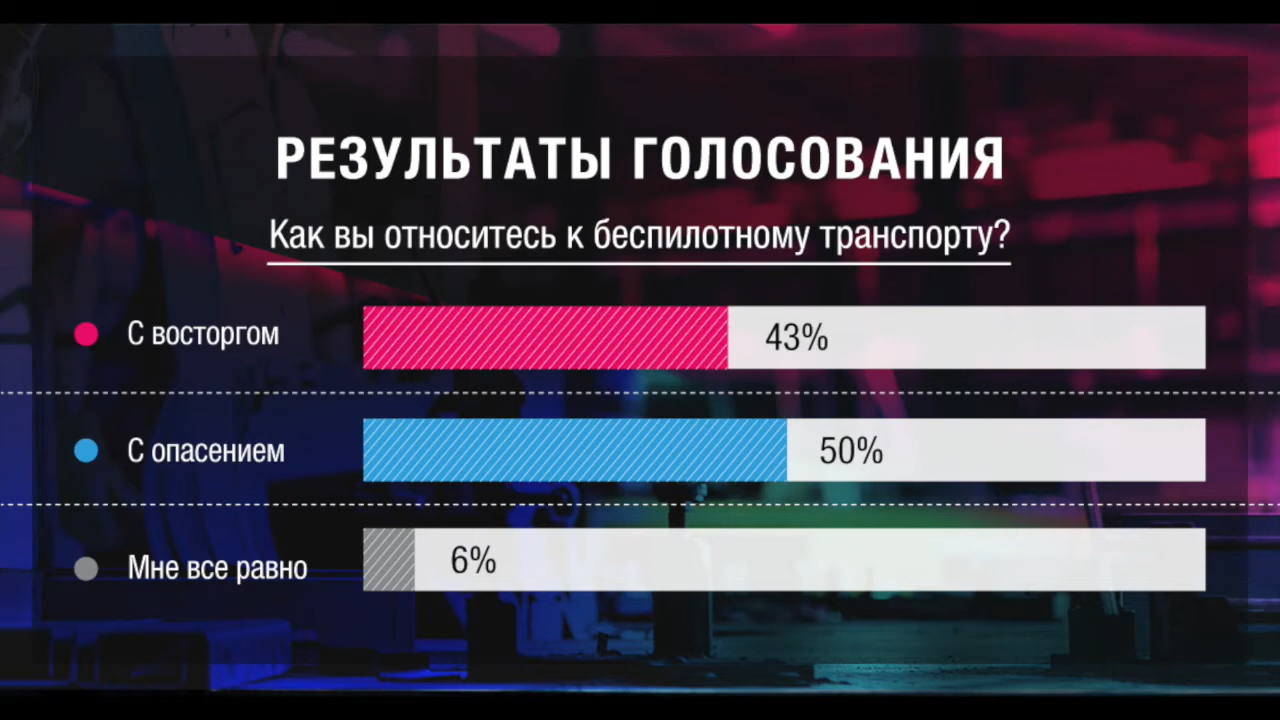 РЕЗУЛЬТАТЫ ГОЛОСОВАНИЯ
Как вы относитесь к беспилотному транспорту?
С восторгом 43%
С опасением 50%
Мне все равно 6%